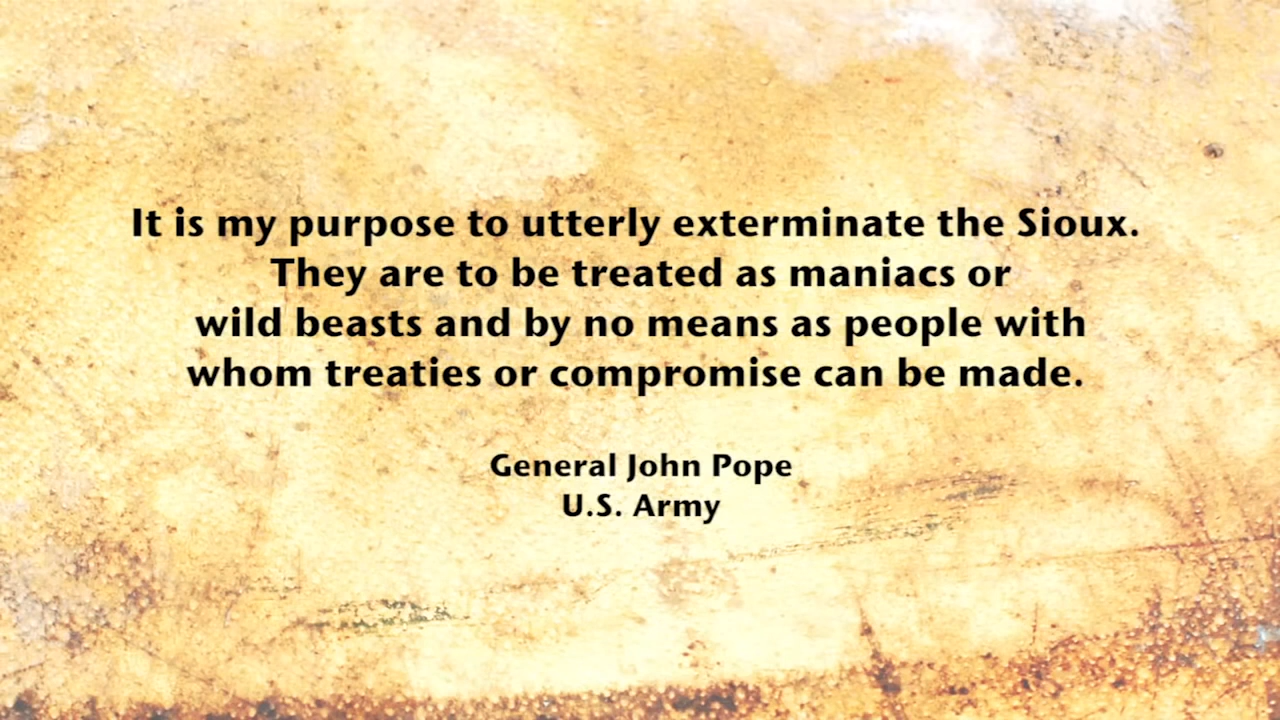 It is my purpose to utterly exterminate the Sioux.
They are to be treated as maniacs or
wild beasts and by no means as people with
whom treaties or compromise can be made.
General John Pope
U.S. Army